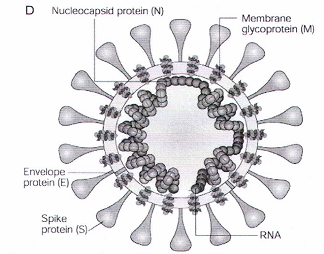 D
Nucleocapsid protein (N)
Membrane
glycoprotein (M)
Envelope
protein (E)
Spike
protein (S)
RNA